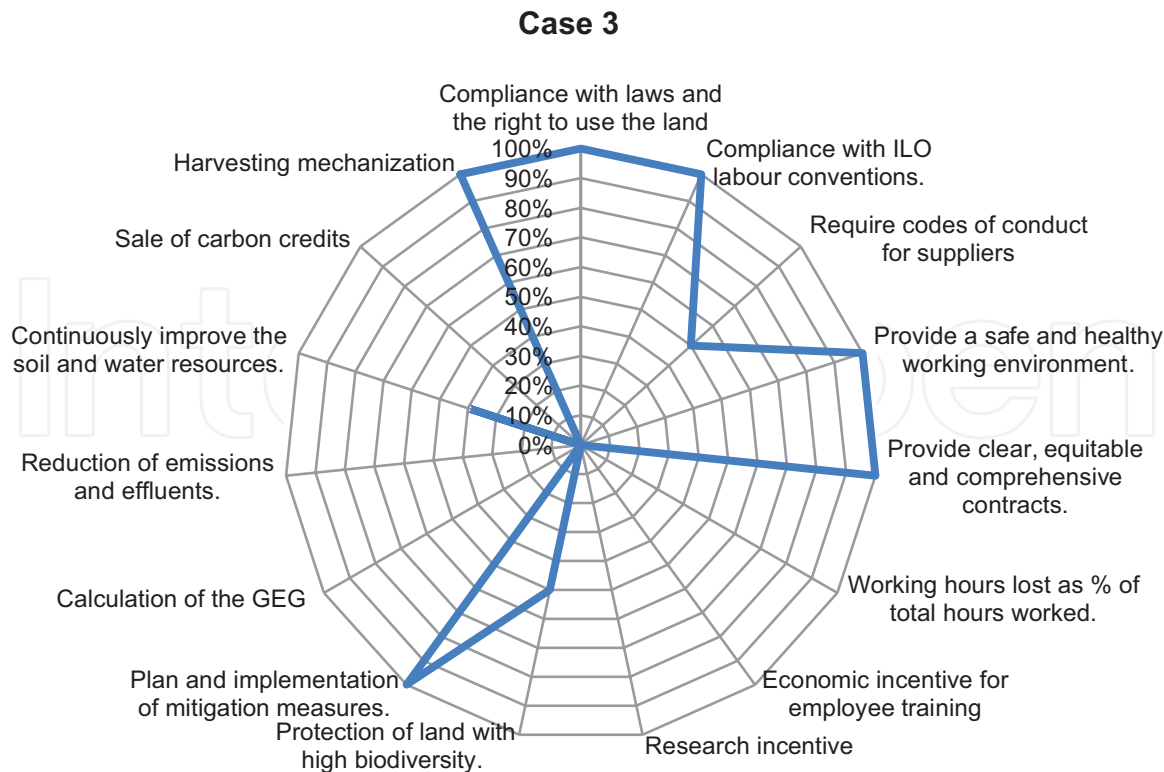 Case 3
Compliance with laws and
the right to use the land
Compliance with ILO
labour conventions.
Require codes of conduct
for suppliers
Provide a safe and healthy
working environment.
Provide clear, equitable
and comprehensive
contracts.
Working hours lost as % of
total hours worked.
Economic incentive for
employee training
Research incentive
Protection of land with
high biodiversity.
Plan and implementation
of mitigation measures.
Calculation of the GEG
Reduction of emissions
and effluents.
Continuously improve the
soil and water resources.
Sale of carbon credits
Harvesting mechanization
100%
90%
80%
70%
60%
50%
40%
30%
20%
10%
0%